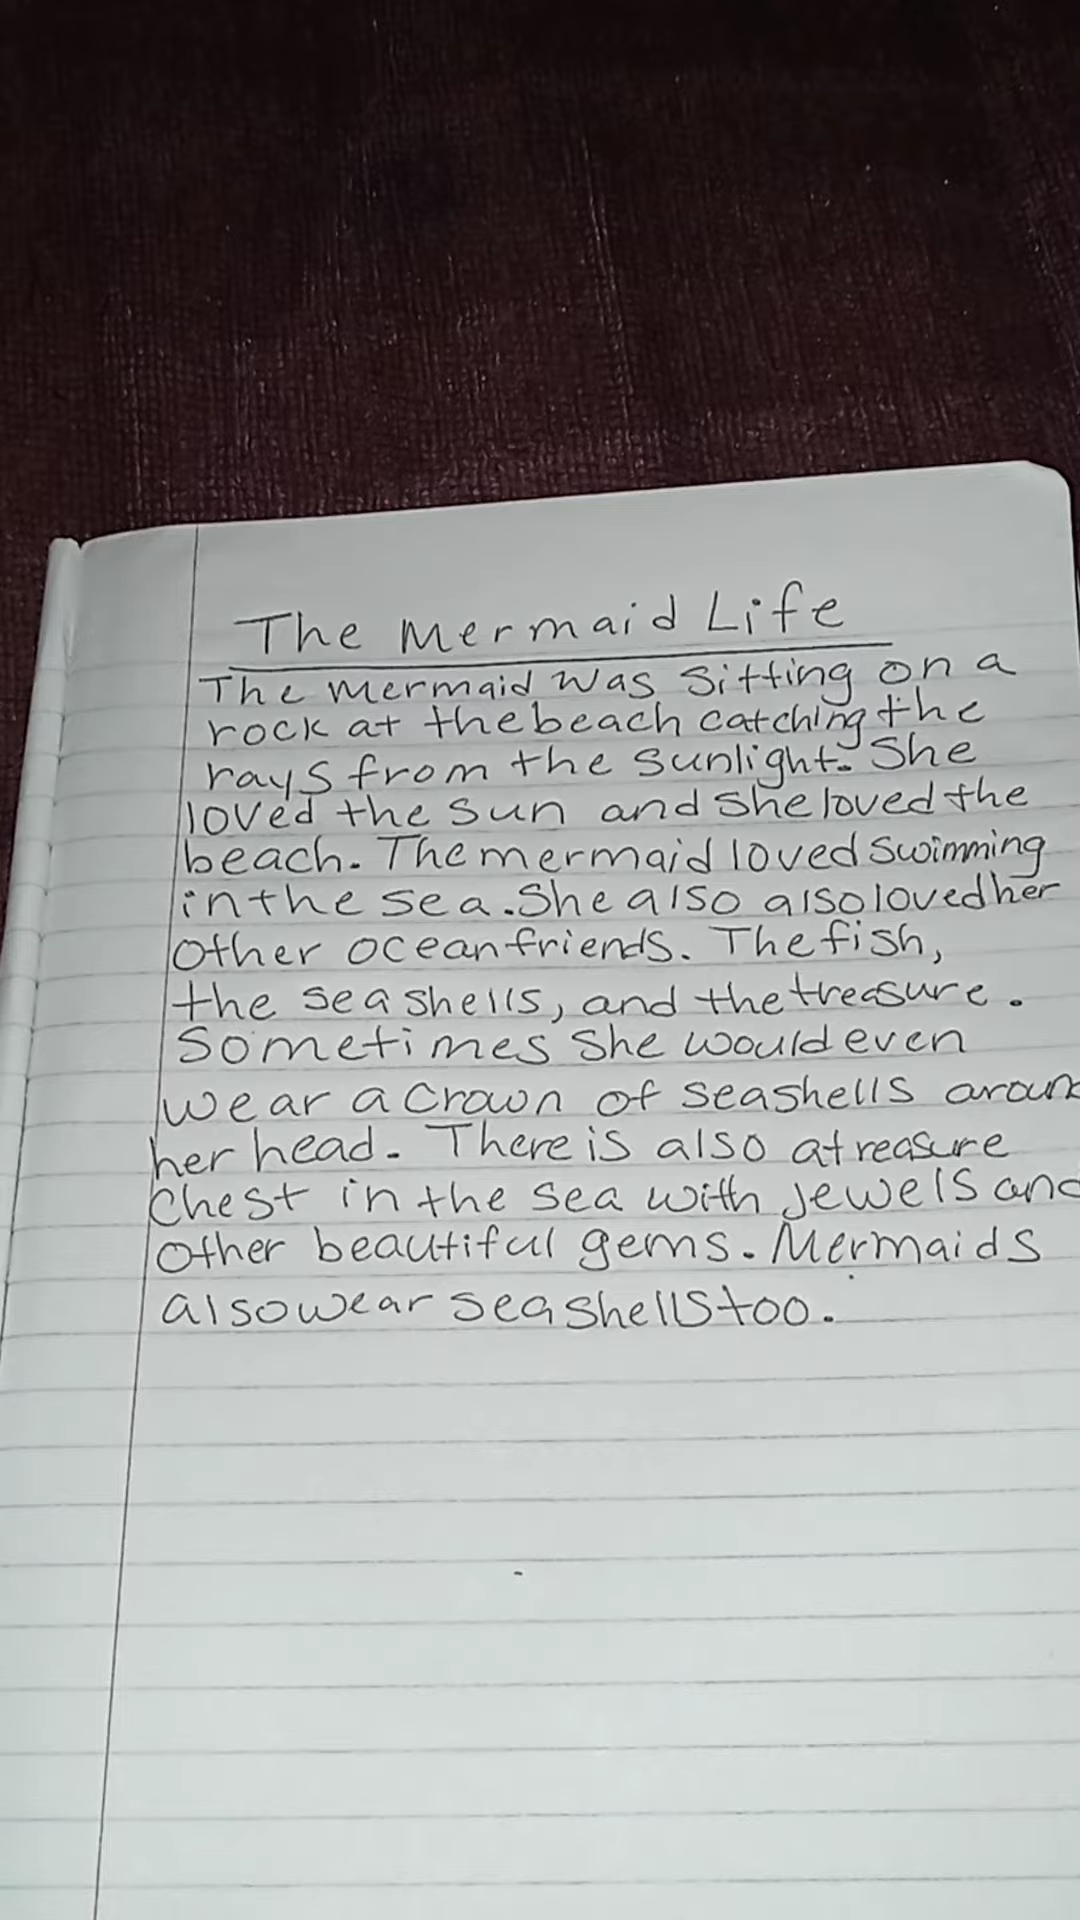 The Mermaid Life
The mermaid was sitting on a
rock at the beach catching the
rays from the sunlight. She
loved the sun and she loved the
beach. The mermaid loved swimming
in the sea. She also also loved her
other ocean friends. The fish,
the seashells, and the treasure.
Sometimes she would even
wear a crown of seashells around
her head. There is also a treasure
chest in the sea with jewels and
other beautiful gems. Mermaids
also wear seashells too.